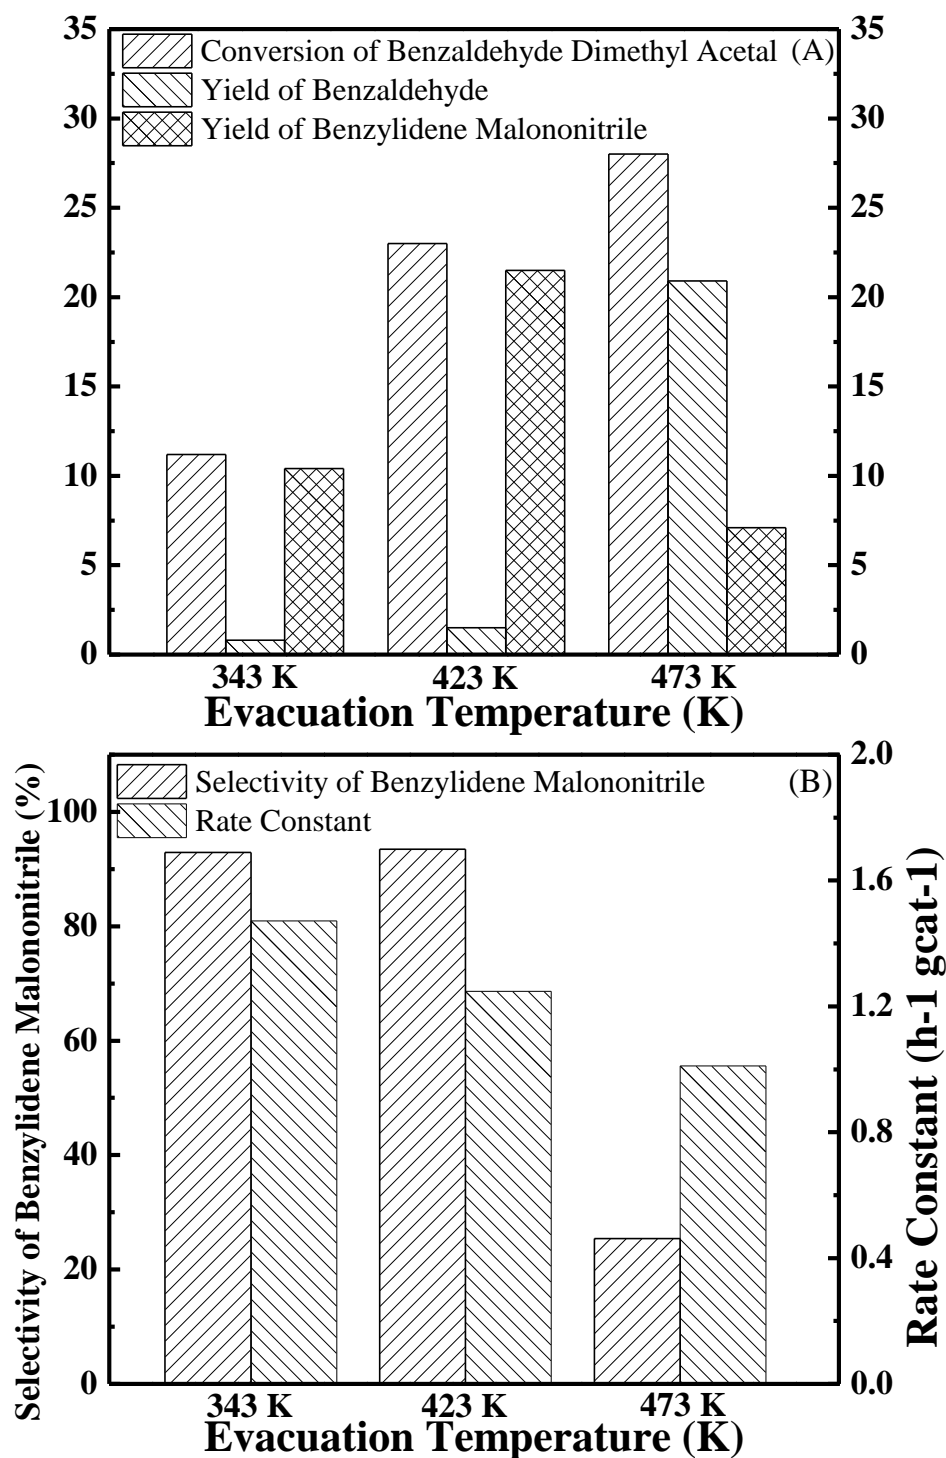 35
30
25
20
15
10
5
0
Conversion of Benzaldehyde Dimethyl Acetal (A)
Yield of Benzaldehyde
Yield of Benzylidene Malononitrile
35
30
25
20
15
10
5
0
343 K 423 K 473 K
Evacuation Temperature (K)
Selectivity of Benzylidene Malononitrile (%)
100
80
60
40
20
0
Selectivity of Benzylidene Malononitrile (B)
Rate Constant
2.0
1.6
1.2
0.8
0.4
0.0
Rate Constant (h-1 gcat-1)
343 K 423 K 473 K
Evacuation Temperature (K)